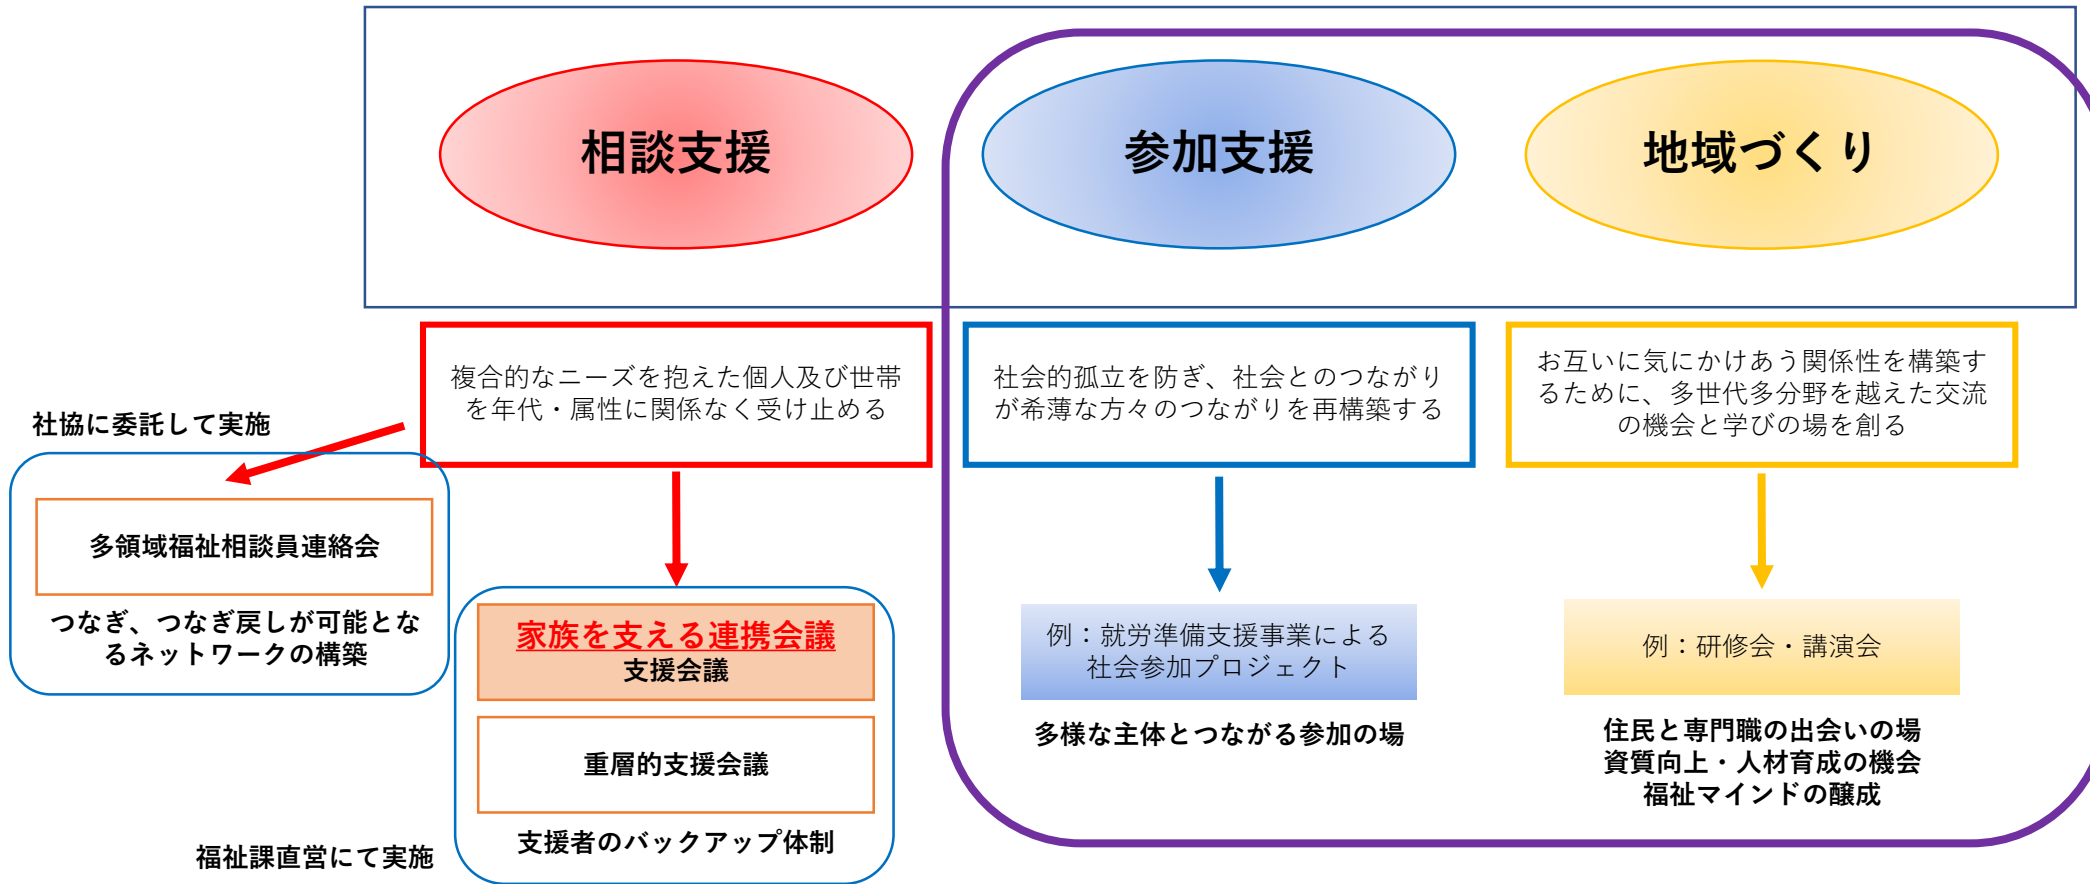 相談支援
参加支援
地域づくり
複合的なニーズを抱えた個人及び世帯
を年代・属性に関係なく受け止める
社会的孤立を防ぎ、社会とのつながり
が希薄な方々のつながりを再構築する
お互いに気にかけあう関係性を構築す
るために、多世代多分野を越えた交流
の機会と学びの場を創る
社協に委託して実施
多領域福祉相談員連絡会
つなぎ、つなぎ戻しが可能とな
るネットワークの構築
家族を支える連携会議
支援会議
重層的支援会議
支援者のバックアップ体制
福祉課直営にて実施
例：就労準備支援事業による
社会参加プロジェクト
多様な主体とつながる参加の場
例：研修会・講演会
住民と専門職の出会いの場
資質向上・人材育成の機会
福祉マインドの醸成